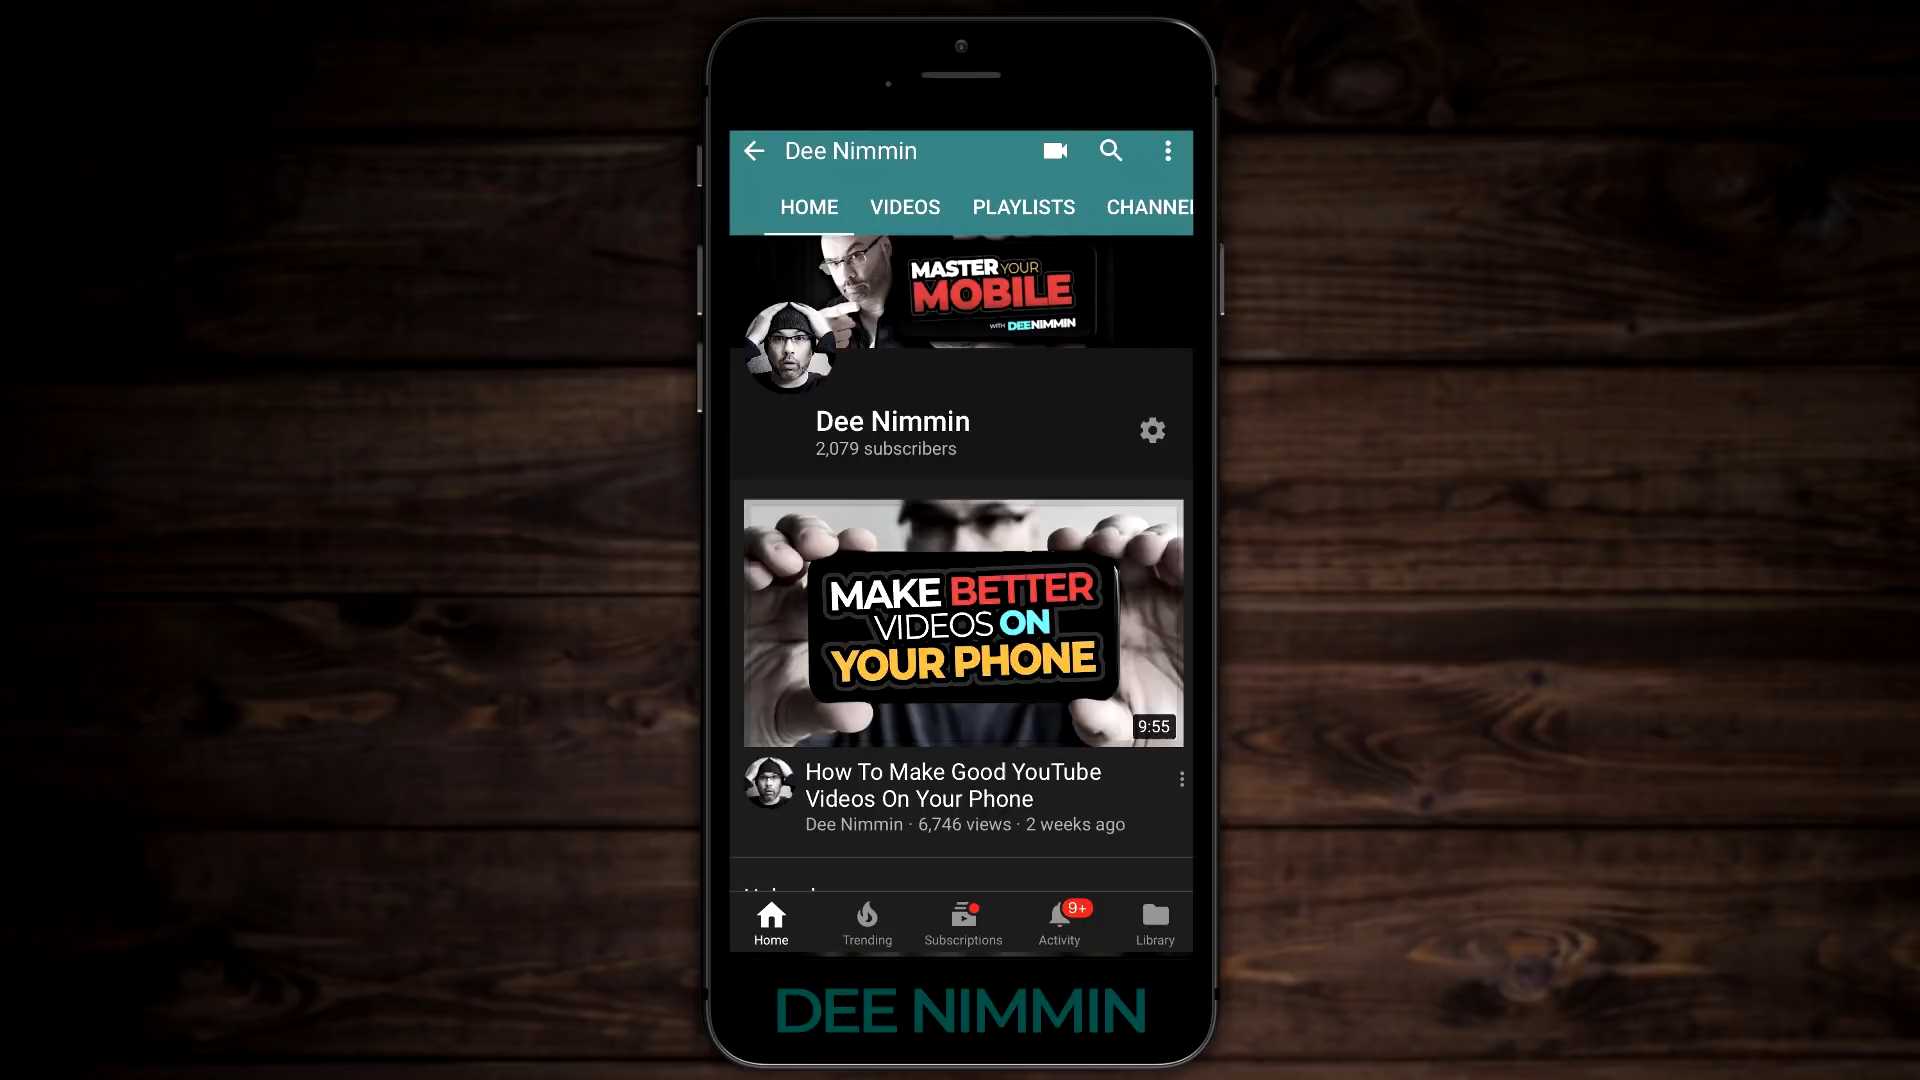 Dee Nimmin
HOME VIDEOS PLAYLISTS CHANNEL
MASTER YOUR
MOBILE
WITH DEE NIMMIN
Dee Nimmin
2,079 subscribers
MAKE BETTER
VIDEOS ON
YOUR PHONE
9:55
How To Make Good YouTube
Videos On Your Phone
Dee Nimmin · 6,746 views · 2 weeks ago
9+
Home Trending Subscriptions Activity Library
DEE NIMMIN